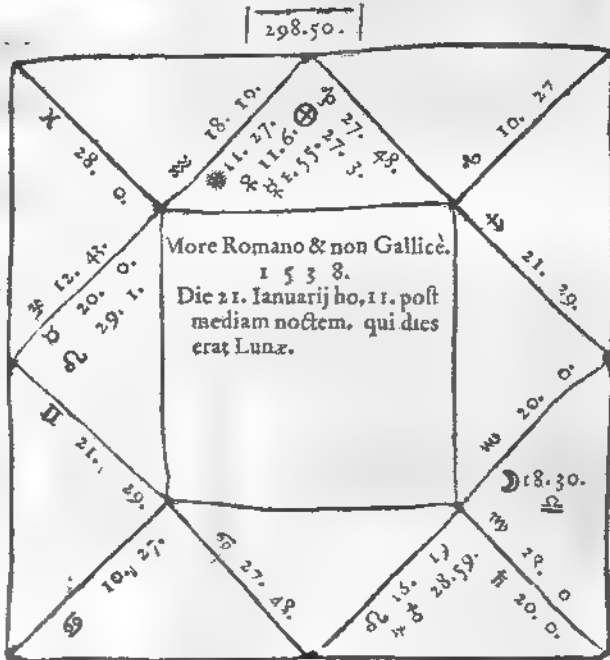 298.50.
♓ 28. 0.
♒ 18. 19.
☉ 11. 27.
♀ 11. 6. ⊕
☿ 1. 55. 27. 3.
♑ 27. 48.
♑ 10. 27
♐ 21. 29.
♃ 12. 43.
♉ 20. 0.
☊ 29. 1.
More Romano & non Gallicè.
1 5 3 8.
Die 21. Ianuarij ho, 11. poſt
mediam noctem, qui dies
erat Lunæ.
♏ 20. 0.
☽ 18. 30.
♎
♊ 21. 29.
♋ 10. 27.
♋ 27. 48.
♂ 28. 59.
♍ 28. 0
♄ 20. 0.